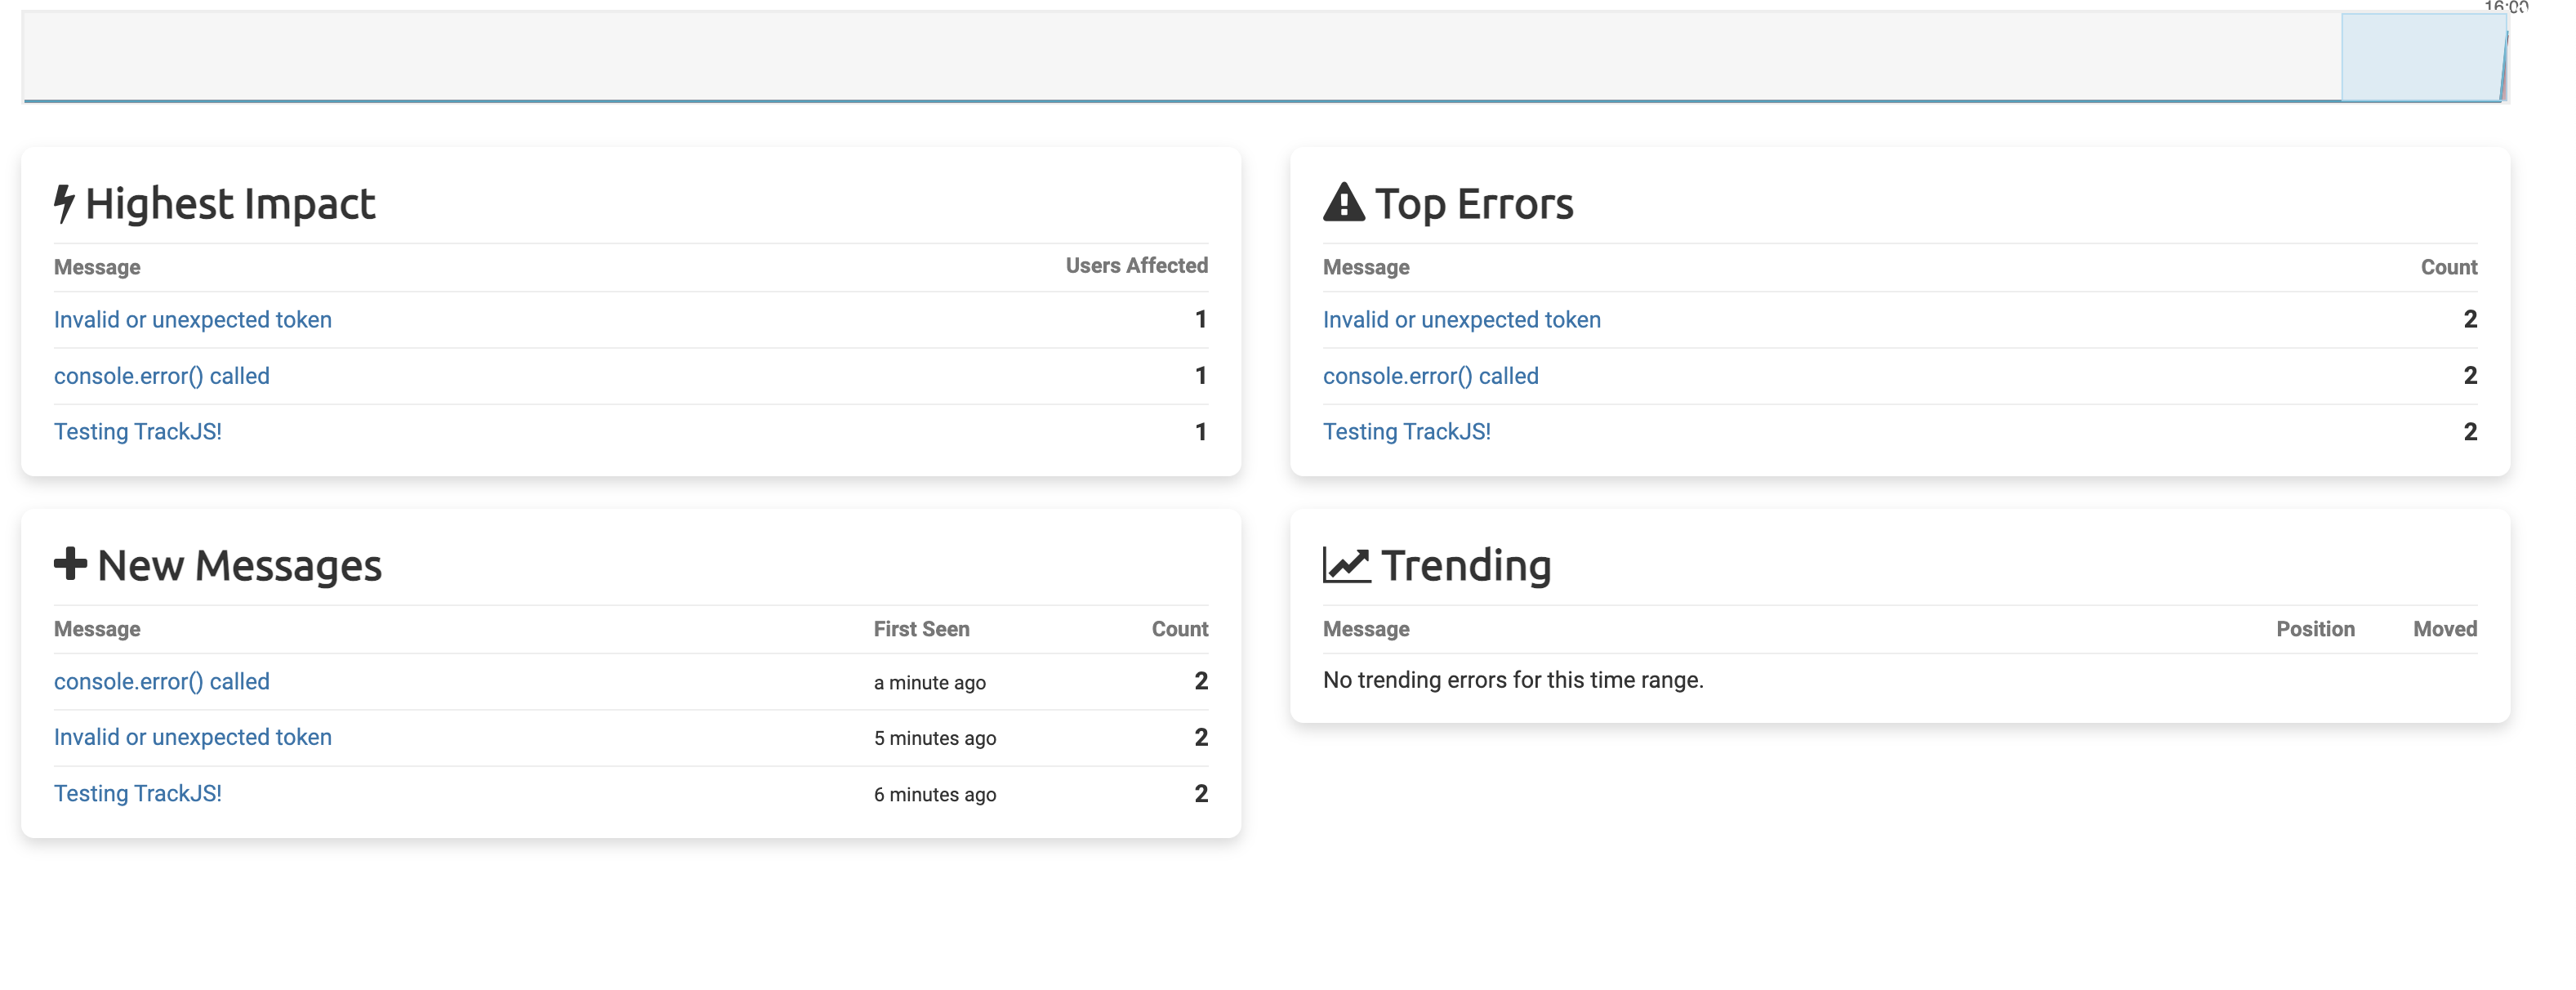 16:00
Highest Impact
Message Users Affected
Invalid or unexpected token 1
console.error() called 1
Testing TrackJS! 1
Top Errors
Message Count
Invalid or unexpected token 2
console.error() called 2
Testing TrackJS! 2
New Messages
Message First Seen Count
console.error() called a minute ago 2
Invalid or unexpected token 5 minutes ago 2
Testing TrackJS! 6 minutes ago 2
Trending
Message Position Moved
No trending errors for this time range.